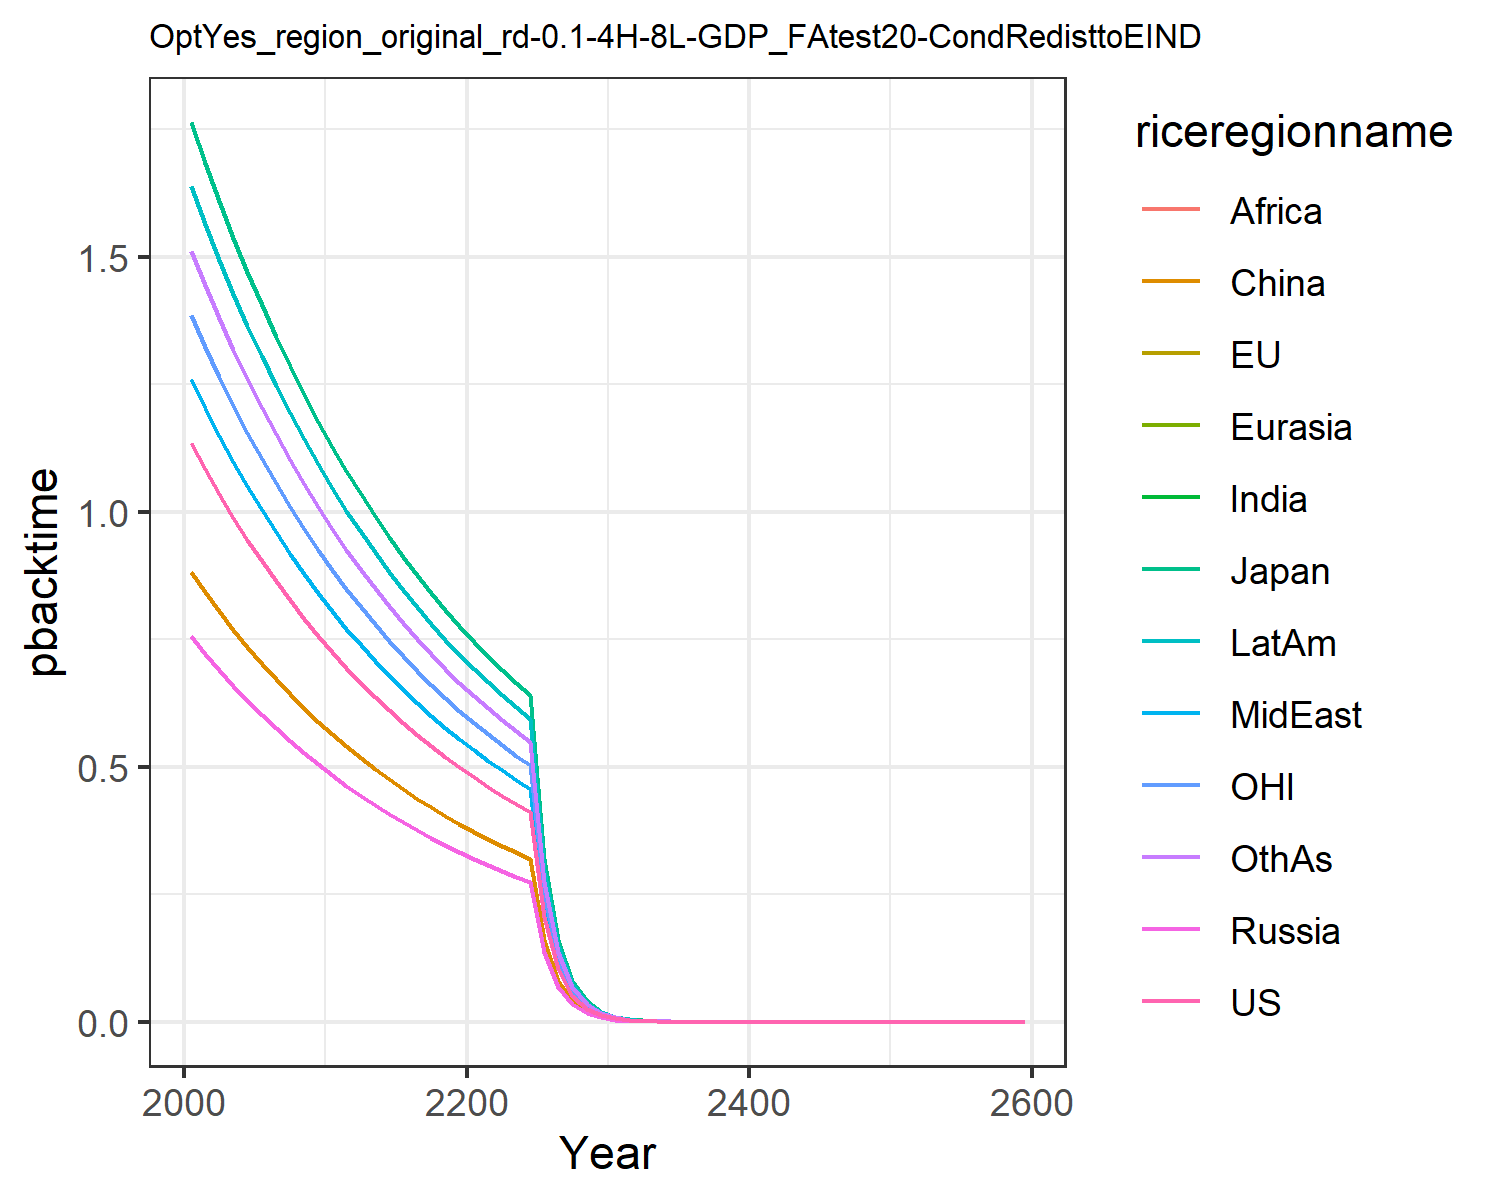 OptYes_region_original_rd-0.1-4H-8L-GDP_FAtest20-CondRedisttoEIND
riceregionname
Africa
China
EU
Eurasia
India
Japan
LatAm
MidEast
OHI
OthAs
Russia
US
pbacktime
1.5
1.0
0.5
0.0
2000 2200 2400 2600
Year